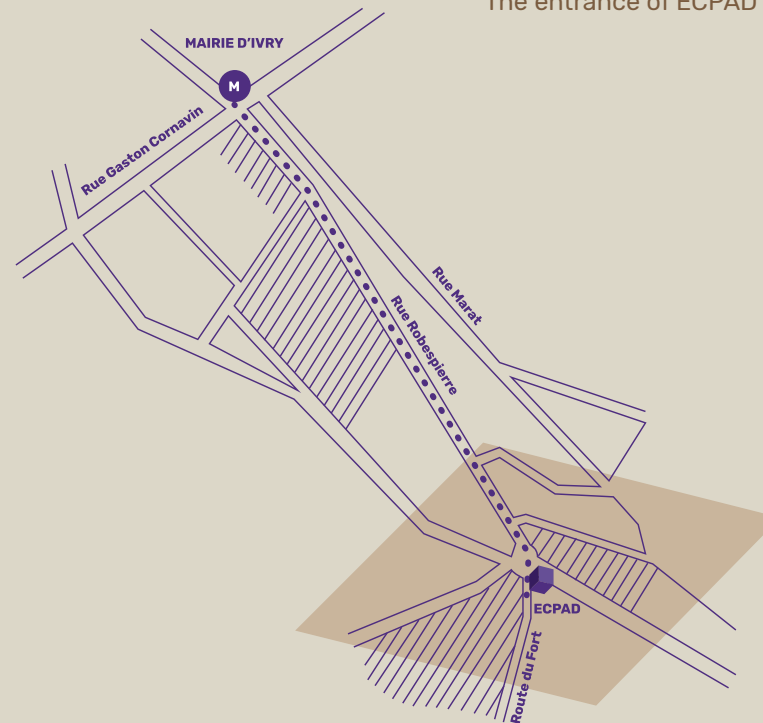 The entrance of ECPAD
MAIRIE D'IVRY
M
Rue Gaston Cornavin
Rue Marat
Rue Robespierre
ECPAD
Route du Fort